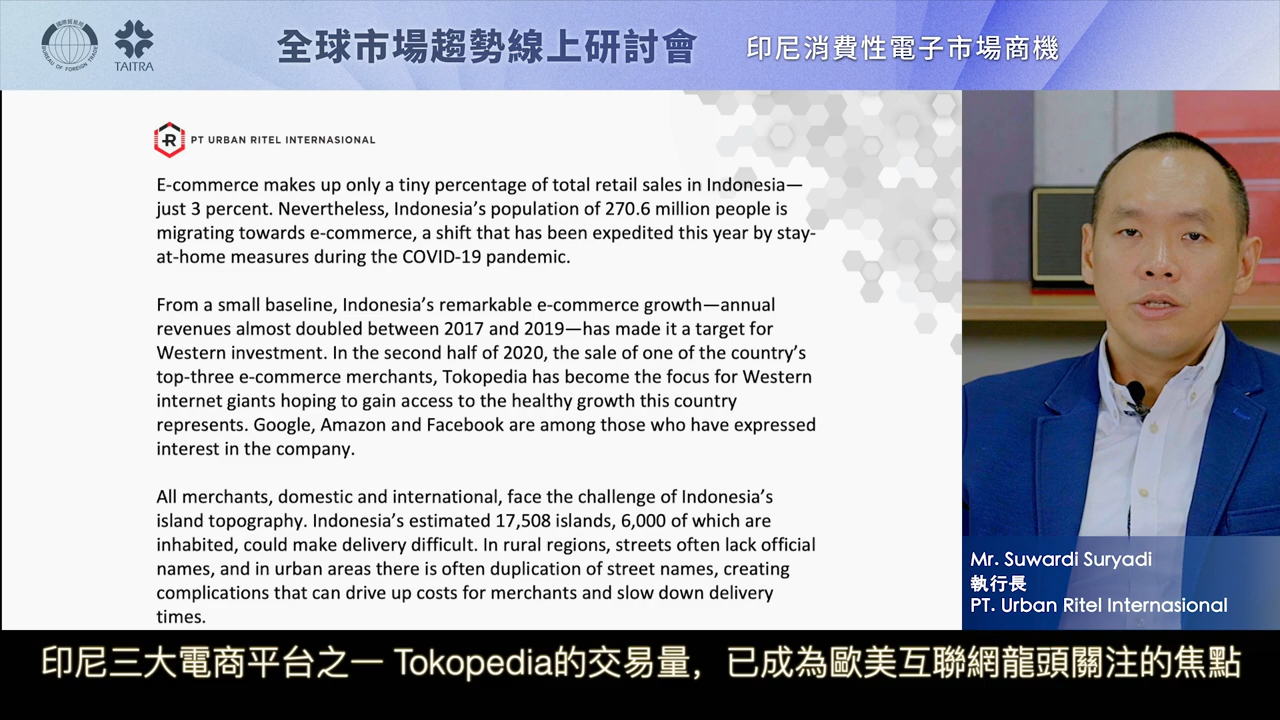 國際貿易局
BUREAU OF FOREIGN TRADE
TAITRA
全球市場趨勢線上研討會
印尼消費性電子市場商機
R PT URBAN RITEL INTERNASIONAL
E-commerce makes up only a tiny percentage of total retail sales in Indonesia—
just 3 percent. Nevertheless, Indonesia's population of 270.6 million people is
migrating towards e-commerce, a shift that has been expedited this year by stay-
at-home measures during the COVID-19 pandemic.
From a small baseline, Indonesia's remarkable e-commerce growth—annual
revenues almost doubled between 2017 and 2019—has made it a target for
Western investment. In the second half of 2020, the sale of one of the country's
top-three e-commerce merchants, Tokopedia has become the focus for Western
internet giants hoping to gain access to the healthy growth this country
represents. Google, Amazon and Facebook are among those who have expressed
interest in the company.
All merchants, domestic and international, face the challenge of Indonesia's
island topography. Indonesia's estimated 17,508 islands, 6,000 of which are
inhabited, could make delivery difficult. In rural regions, streets often lack official
names, and in urban areas there is often duplication of street names, creating
complications that can drive up costs for merchants and slow down delivery
times.
Mr. Suwardi Suryadi
執行長
PT. Urban Ritel Internasional
印尼三大電商平台之一 Tokopedia的交易量，已成為歐美互聯網龍頭關注的焦點